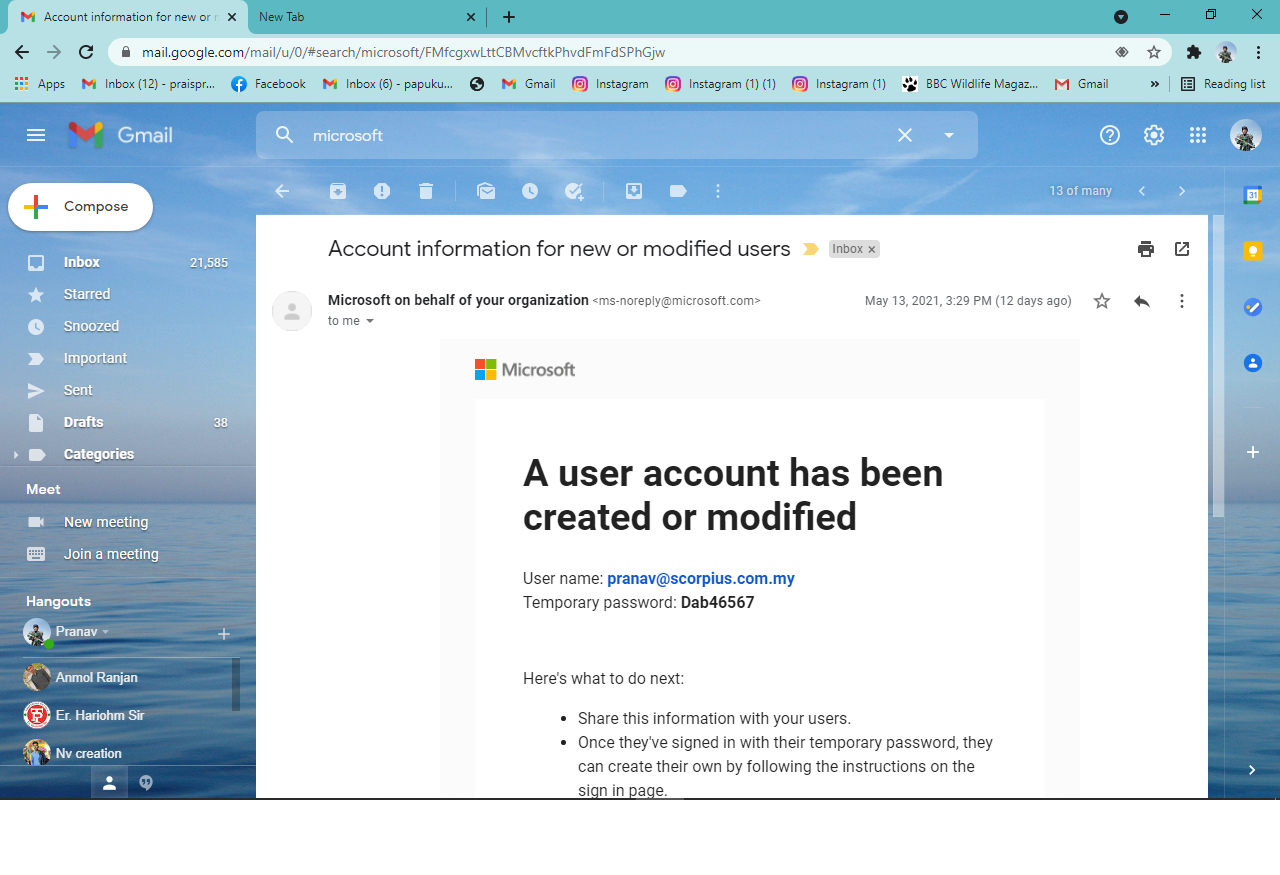 Account information for new or n
New Tab
mail.google.com/mail/u/0/#search/microsoft/FMfcgxwLttCBMvcftkPhvdFmFdSPhGjw
Apps
Inbox (12) - praispr...
Facebook
Inbox (6) - papuku...
Gmail
Instagram
Instagram (1) (1)
Instagram (1)
BBC Wildlife Magaz...
Gmail
»
Reading list
Gmail
microsoft
Compose
13 of many
31
Inbox 21,585
Starred
Snoozed
Important
Sent
Drafts 38
Categories
Meet
New meeting
Join a meeting
Hangouts
Pranav
Anmol Ranjan
Er. Hariohm Sir
Nv creation
Account information for new or modified users
Inbox x
Microsoft on behalf of your organization <ms-noreply@microsoft.com>
May 13, 2021, 3:29 PM (12 days ago)
to me
Microsoft
A user account has been
created or modified
User name: pranav@scorpius.com.my
Temporary password: Dab46567
Here's what to do next:
• Share this information with your users.
• Once they've signed in with their temporary password, they
can create their own by following the instructions on the
sign in page.